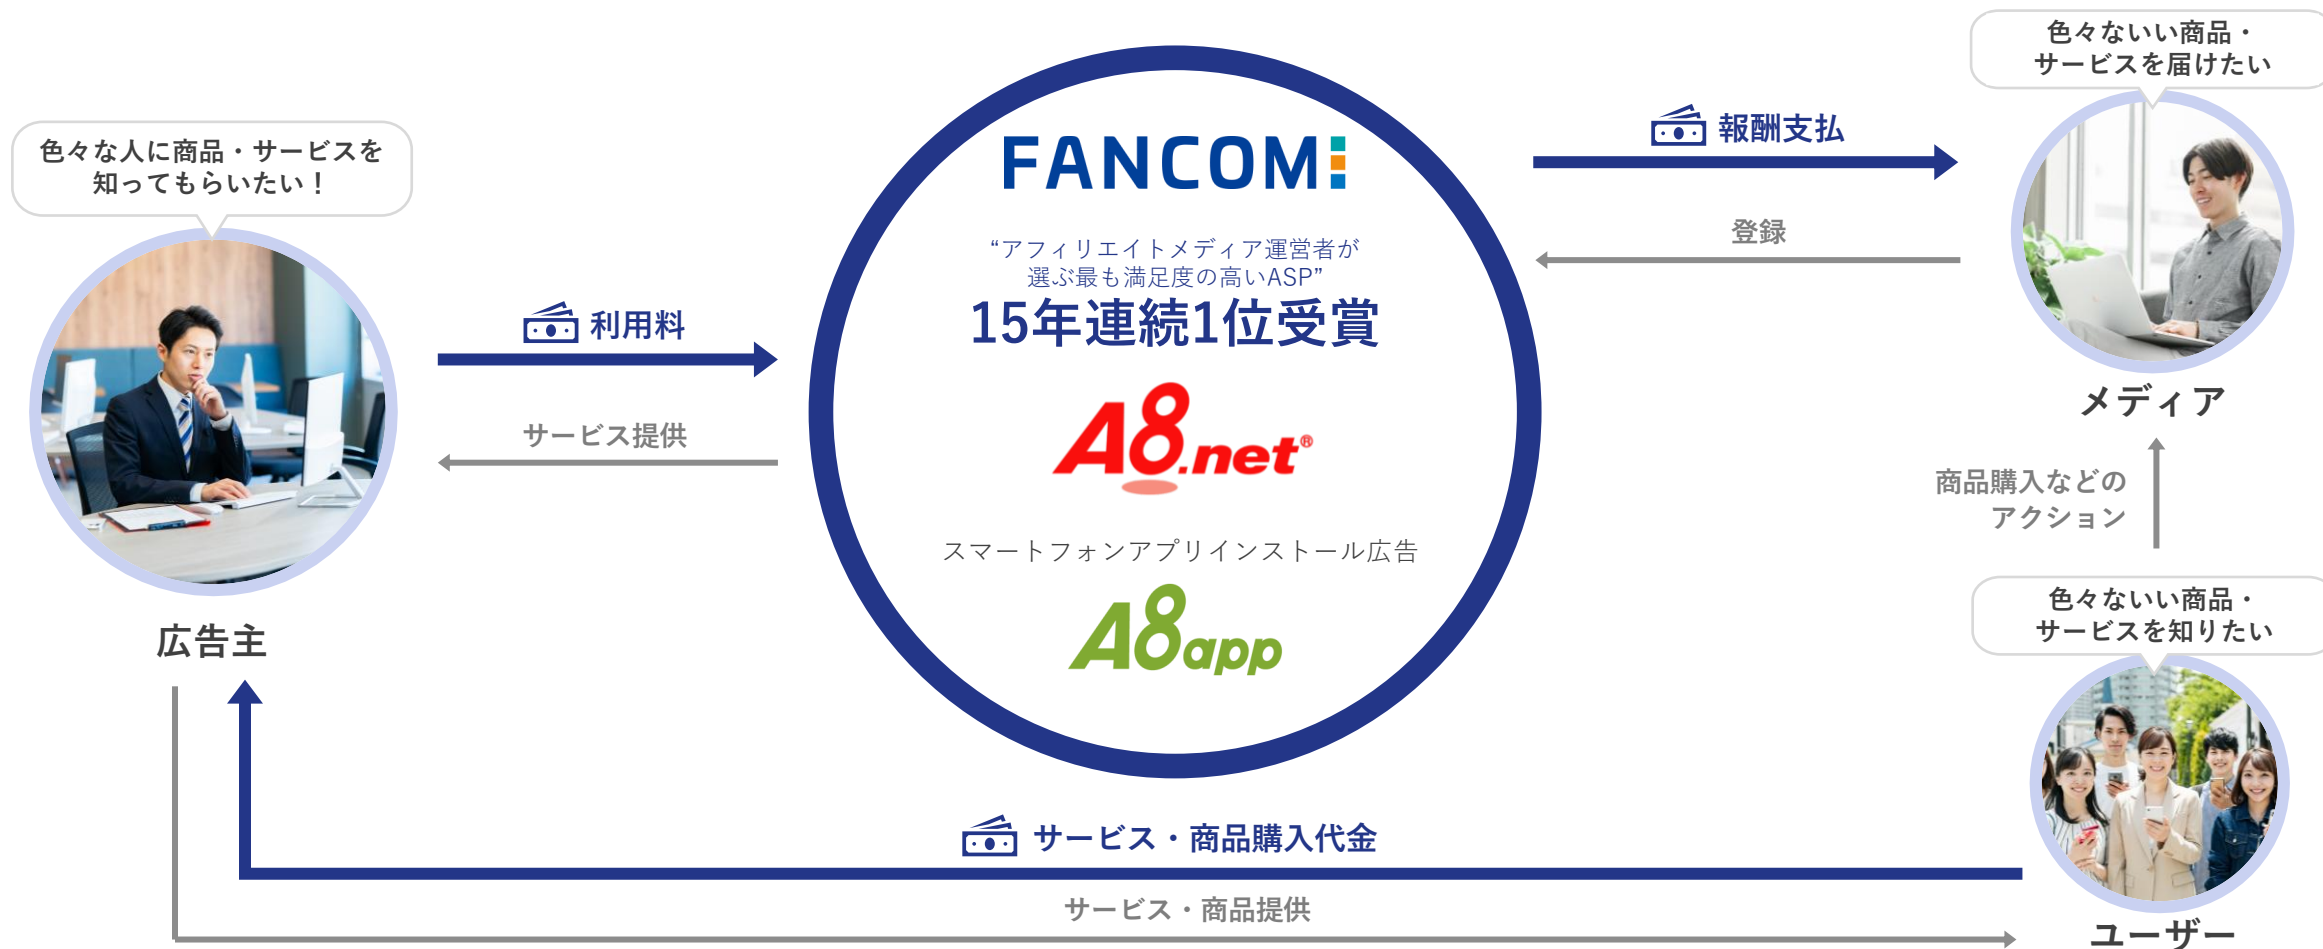 色々な人に商品・サービスを
知ってもらいたい！
広告主
利用料
サービス提供
FANCOMI
“アフィリエイトメディア運営者が
選ぶ最も満足度の高いASP”
15年連続1位受賞
A8.net®
スマートフォンアプリインストール広告
A8app
報酬支払
登録
色々ないい商品・
サービスを届けたい
メディア
商品購入などの
アクション
色々ないい商品・
サービスを知りたい
ユーザー
サービス・商品購入代金
サービス・商品提供